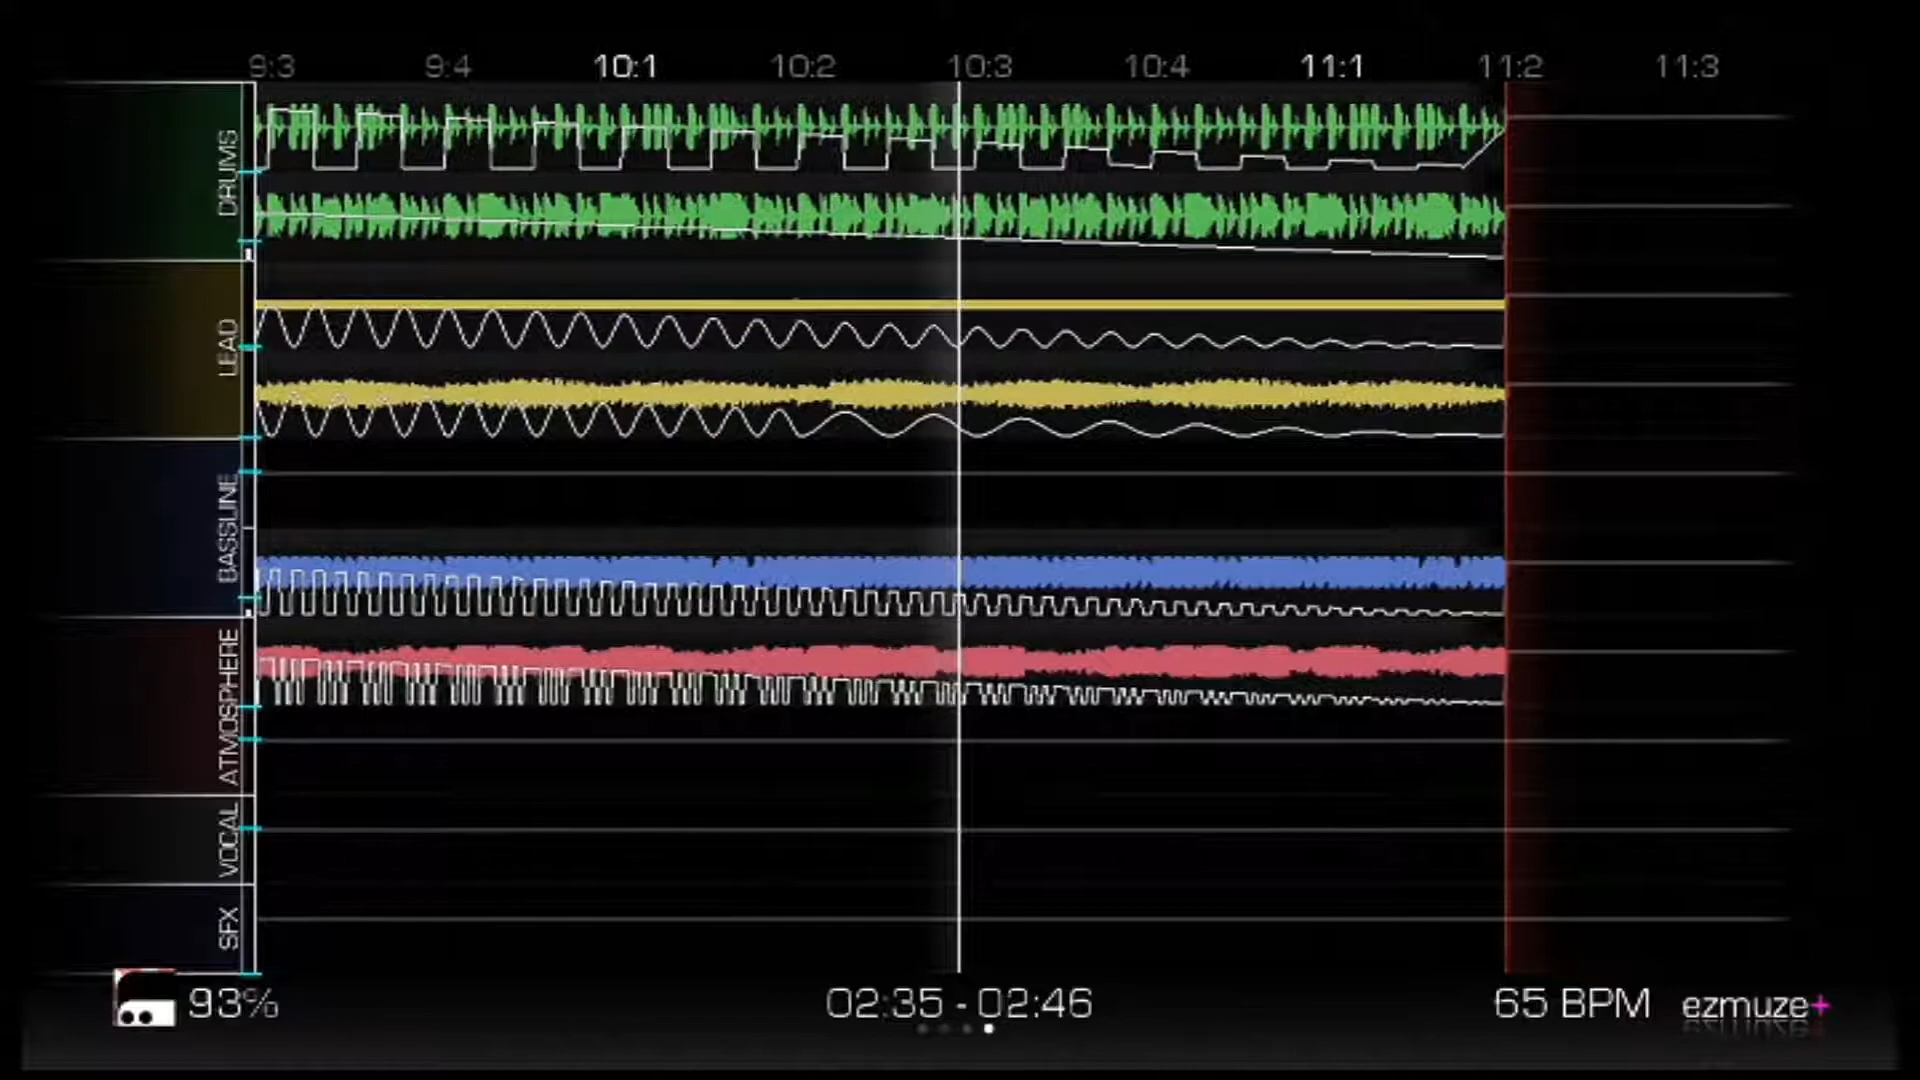 9:3 9:4 10:1 10:2 10:3 10:4 11:1 11:2 11:3
DRUMS
LEAD
BASSLINE
ATMOSPHERE
VOCAL
SFX
93% 02:35 - 02:46 65 BPM ezmuze+